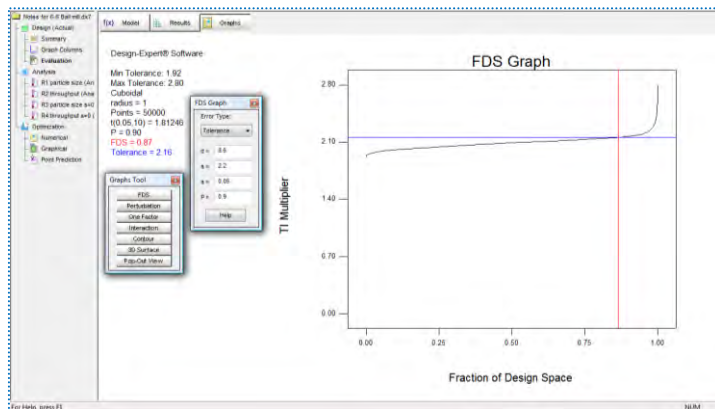 Notes for 6-8 Ball mill.dx7
Design (Actual)
Summary
Graph Columns
Evaluation
Analysis
R1:particle size (An
R2:throughput (Ana
R3:particle size a=0
R4:throughput a=0 (
Optimization
Numerical
Graphical
Point Prediction
f(x) Model
Results
Graphs
Design-Expert® Software
Min Tolerance: 1.92
Max Tolerance: 2.80
Cuboidal
radius = 1
Points = 50000
t(0.05,10) = 1.81246
P = 0.90
FDS = 0.87
Tolerance = 2.16
FDS Graph
Error Type:
Tolerance
d =
s = 2.2
P = 0.9
Help
Graphs Tool
FDS
Perturbation
One Factor
Interaction
Contour
3D Surface
Pop-Out View
FDS Graph
TI Multiplier
2.80
2.10
1.40
0.70
0.00
0.00
0.25
0.50
0.75
1.00
Fraction of Design Space
For Help, press F1
NUM